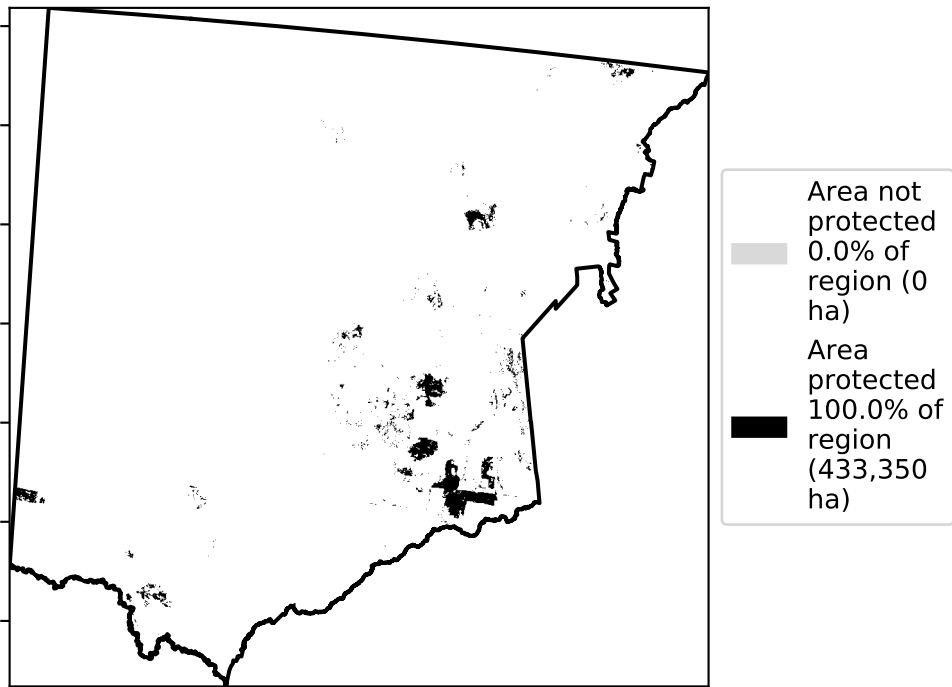 Area not
protected
0.0% of
region (0
ha)
Area
protected
100.0% of
region
(433,350
ha)